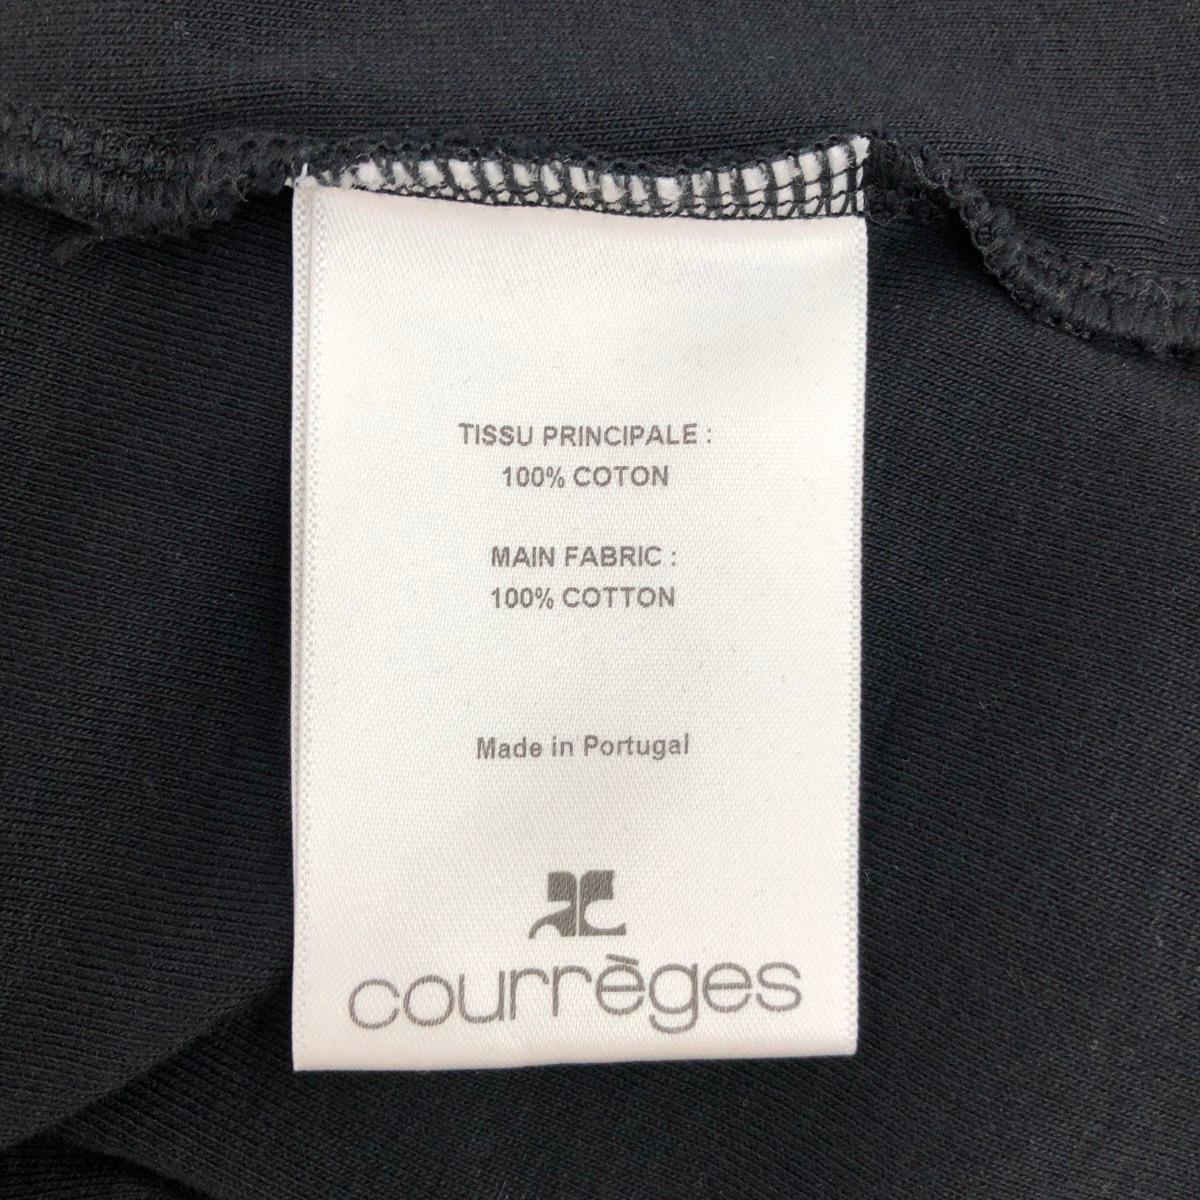 TISSU PRINCIPALE :
100% COTON
MAIN FABRIC :
100% COTTON
Made in Portugal
courrèges